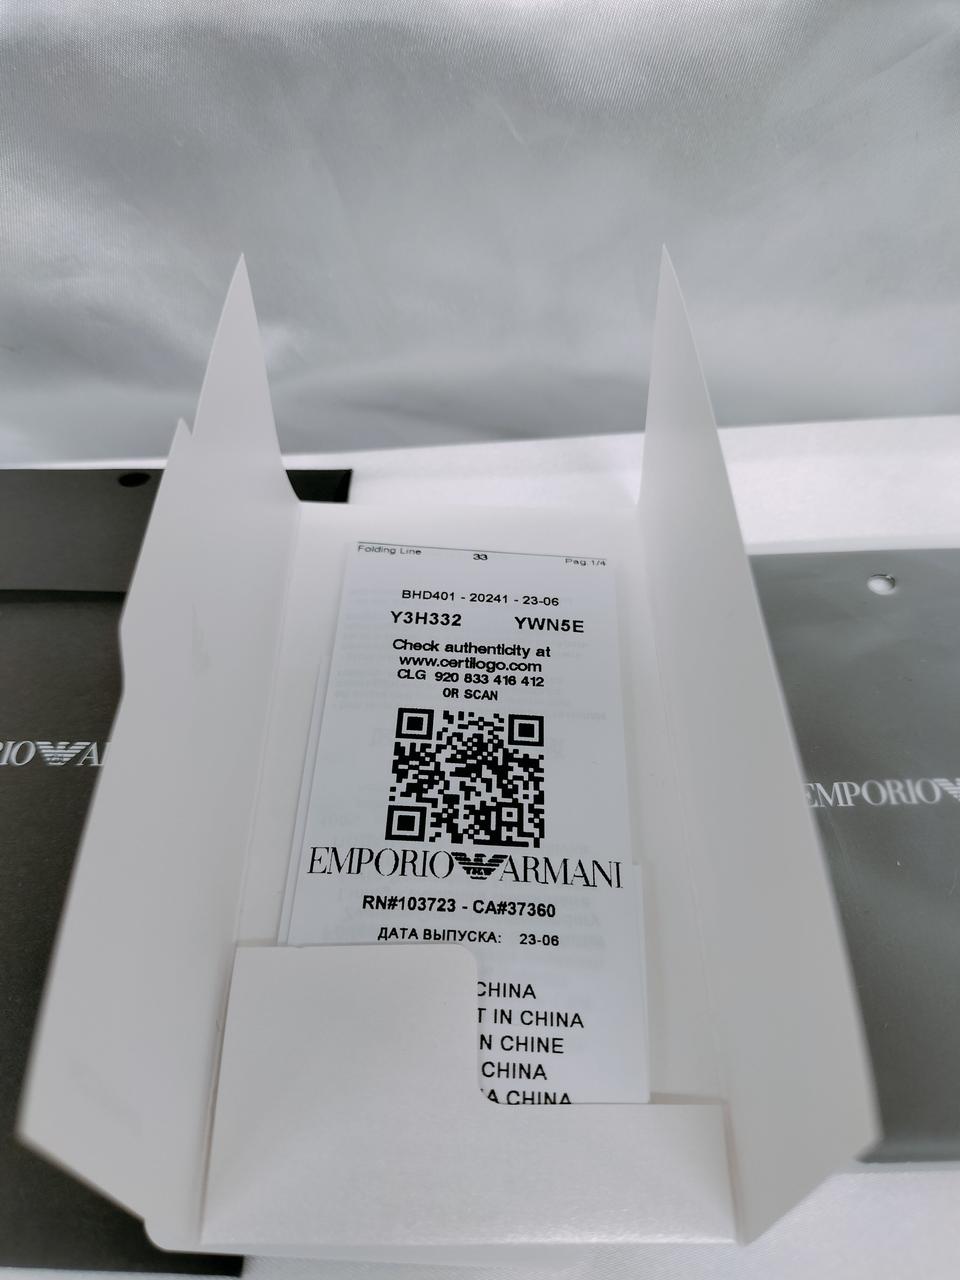 Folding Line 33 Pag.1/4
BHD401 - 20241 - 23-06
Y3H332 YWN5E
Check authenticity at
www.certilogo.com
CLG 920 833 416 412
OR SCAN
EMPORIO ARMANI
RN#103723 - CA#37360
ДАТА ВЫПУСКА: 23-06
CHINA
T IN CHINA
N CHINE
CHINA
A CHINA
RIO A
EMPORIO